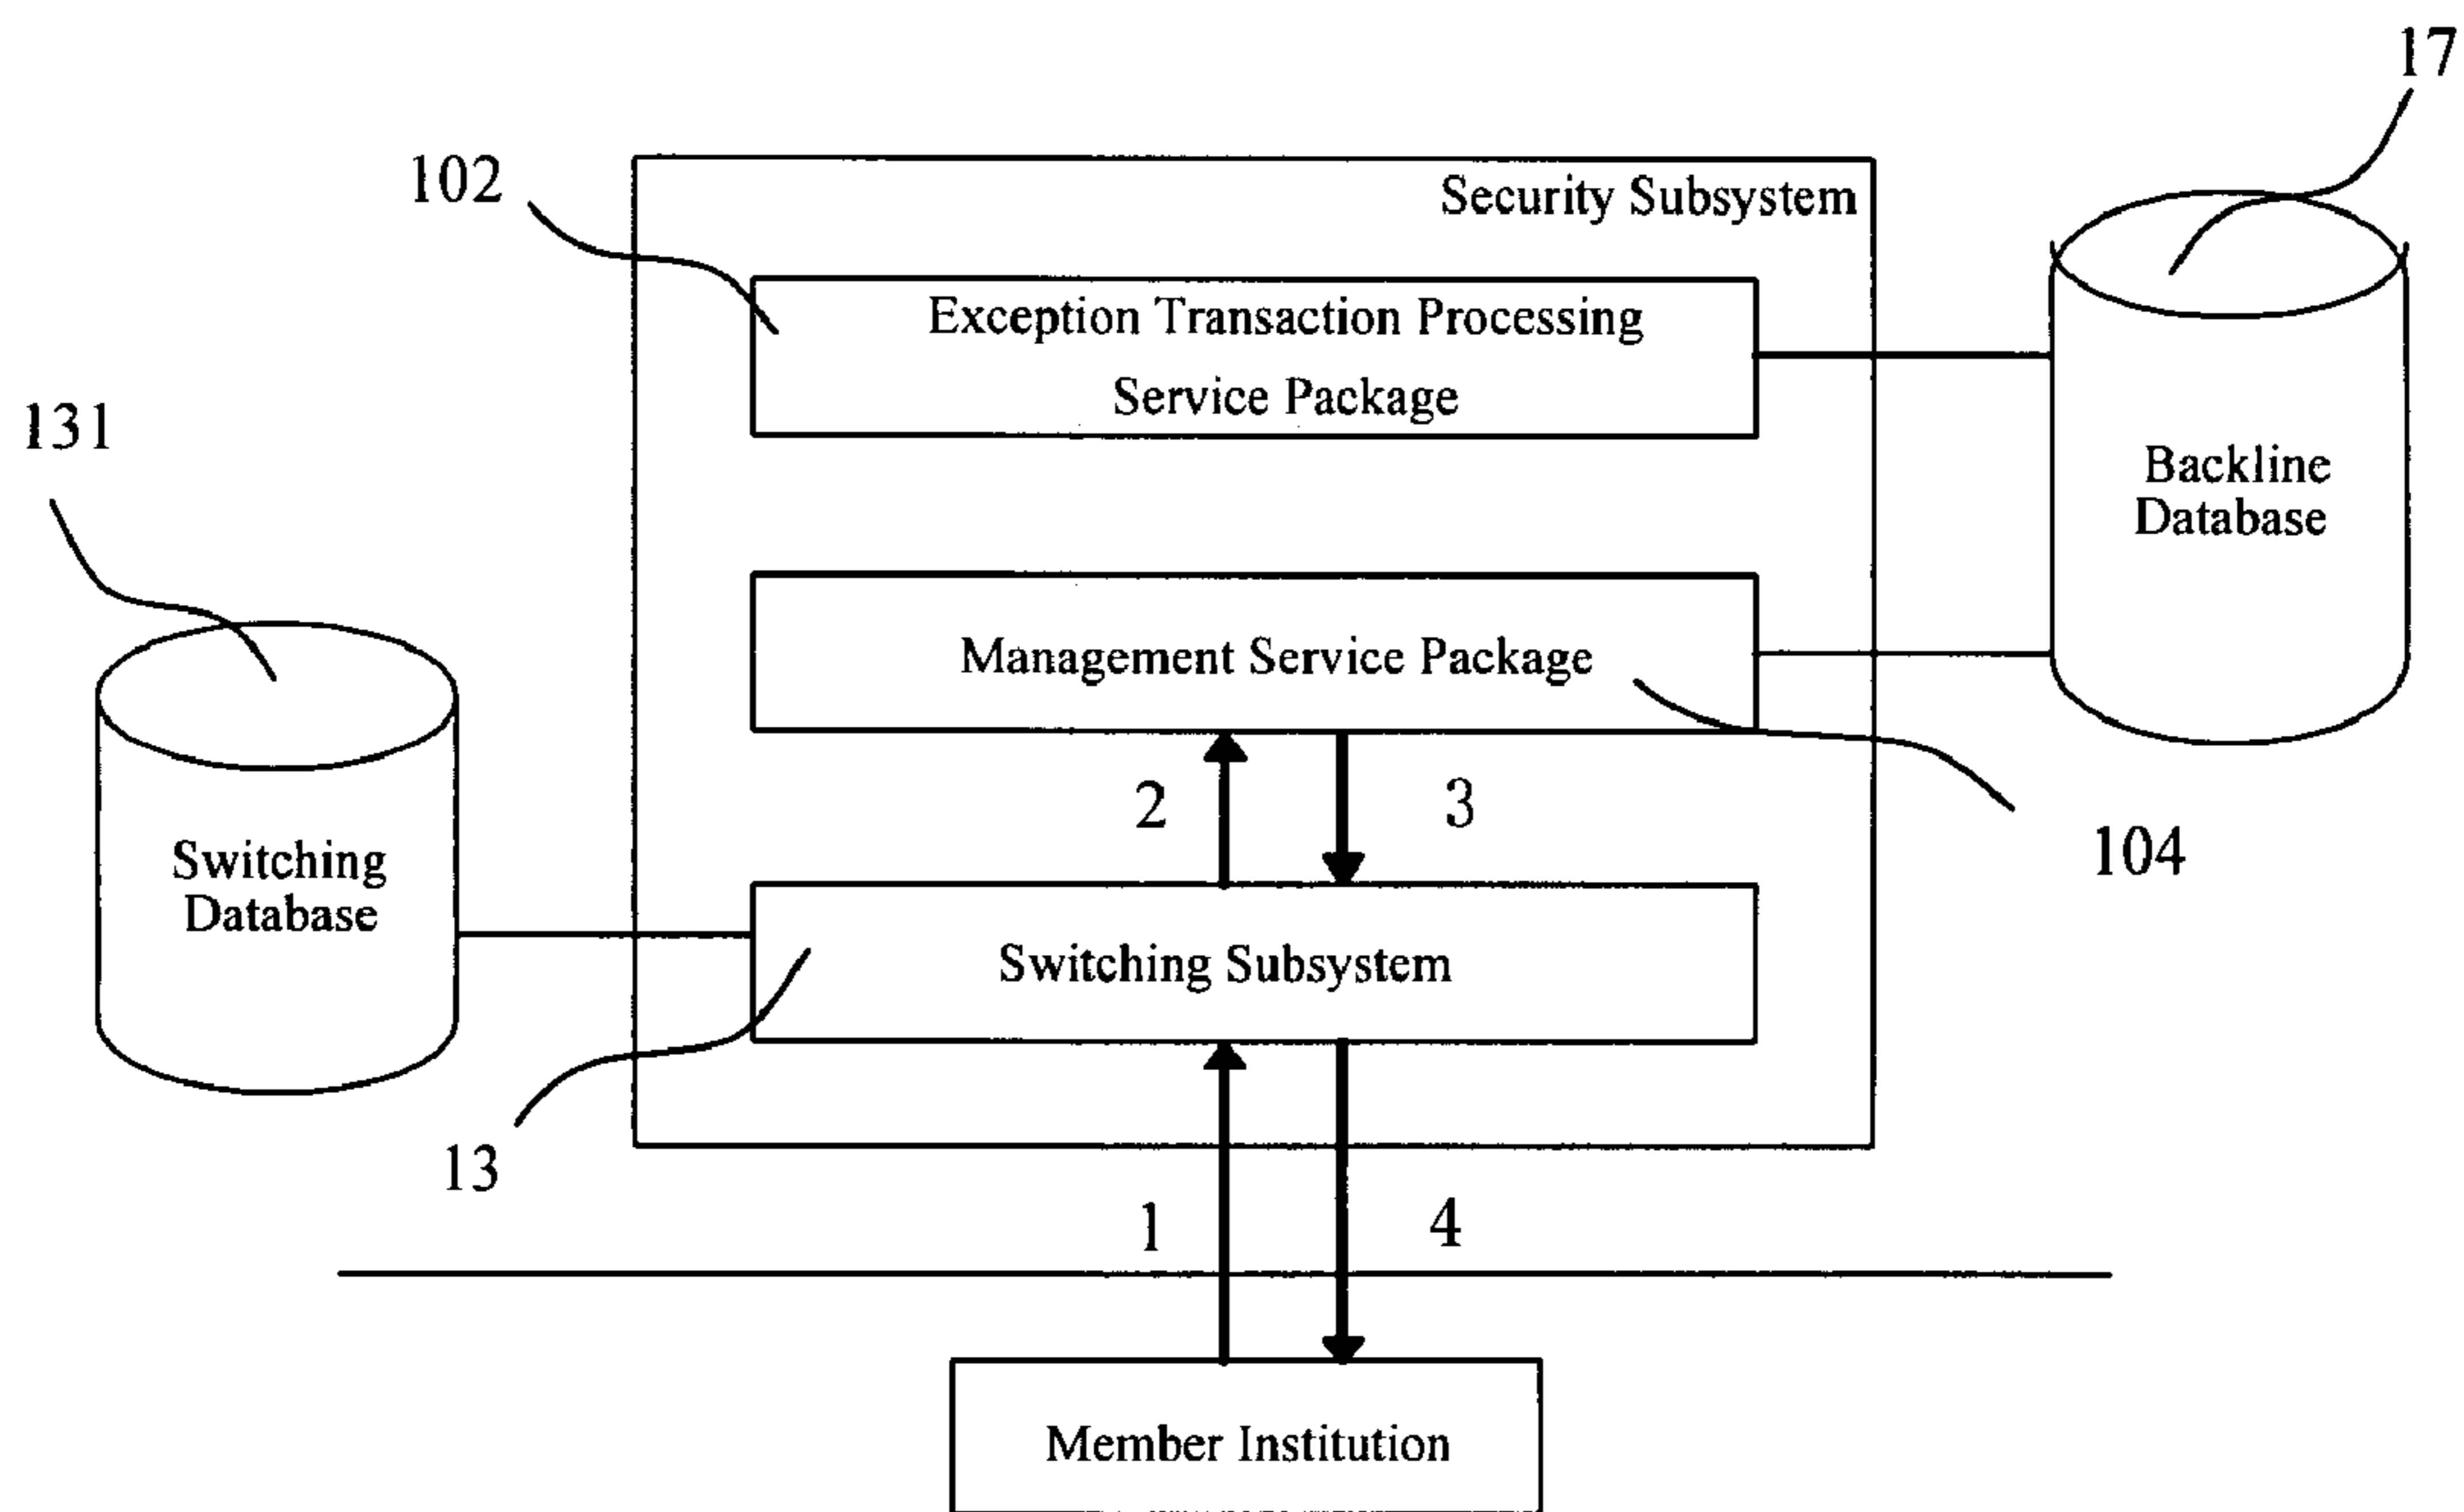 17
102
Security Subsystem
Exception Transaction Processing
Service Package
131
Backline
Database
Management Service Package
2
3
104
Switching
Database
Switching Subsystem
13
1
4
Member Institution